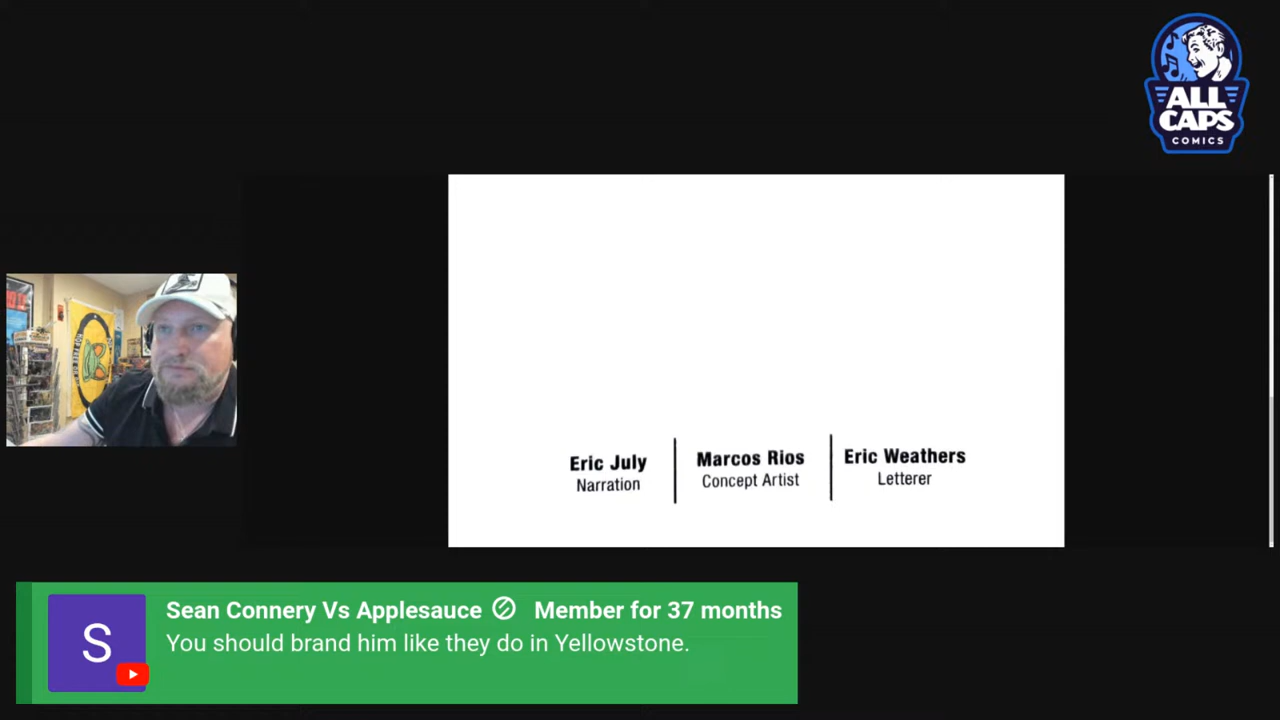 ALL
CAPS
COMICS
Eric July
Narration
Marcos Rios
Concept Artist
Eric Weathers
Letterer
S
Sean Connery Vs Applesauce Member for 37 months
You should brand him like they do in Yellowstone.